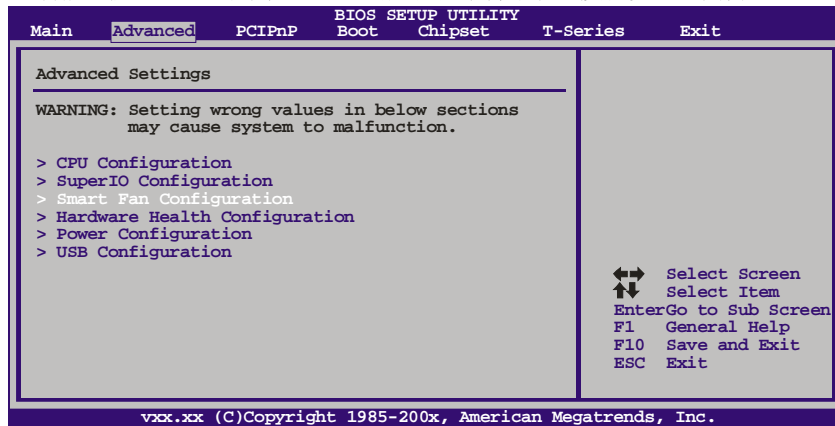 BIOS SETUP UTILITY
Main Advanced PCIPnP Boot Chipset T-Series Exit
Advanced Settings
WARNING: Setting wrong values in below sections
may cause system to malfunction.
> CPU Configuration
> SuperIO Configuration
> Smart Fan Configuration
> Hardware Health Configuration
> Power Configuration
> USB Configuration
Select Screen
Select Item
EnterGo to Sub Screen
F1 General Help
F10 Save and Exit
ESC Exit
vxx.xx (C)Copyright 1985-200x, American Megatrends, Inc.